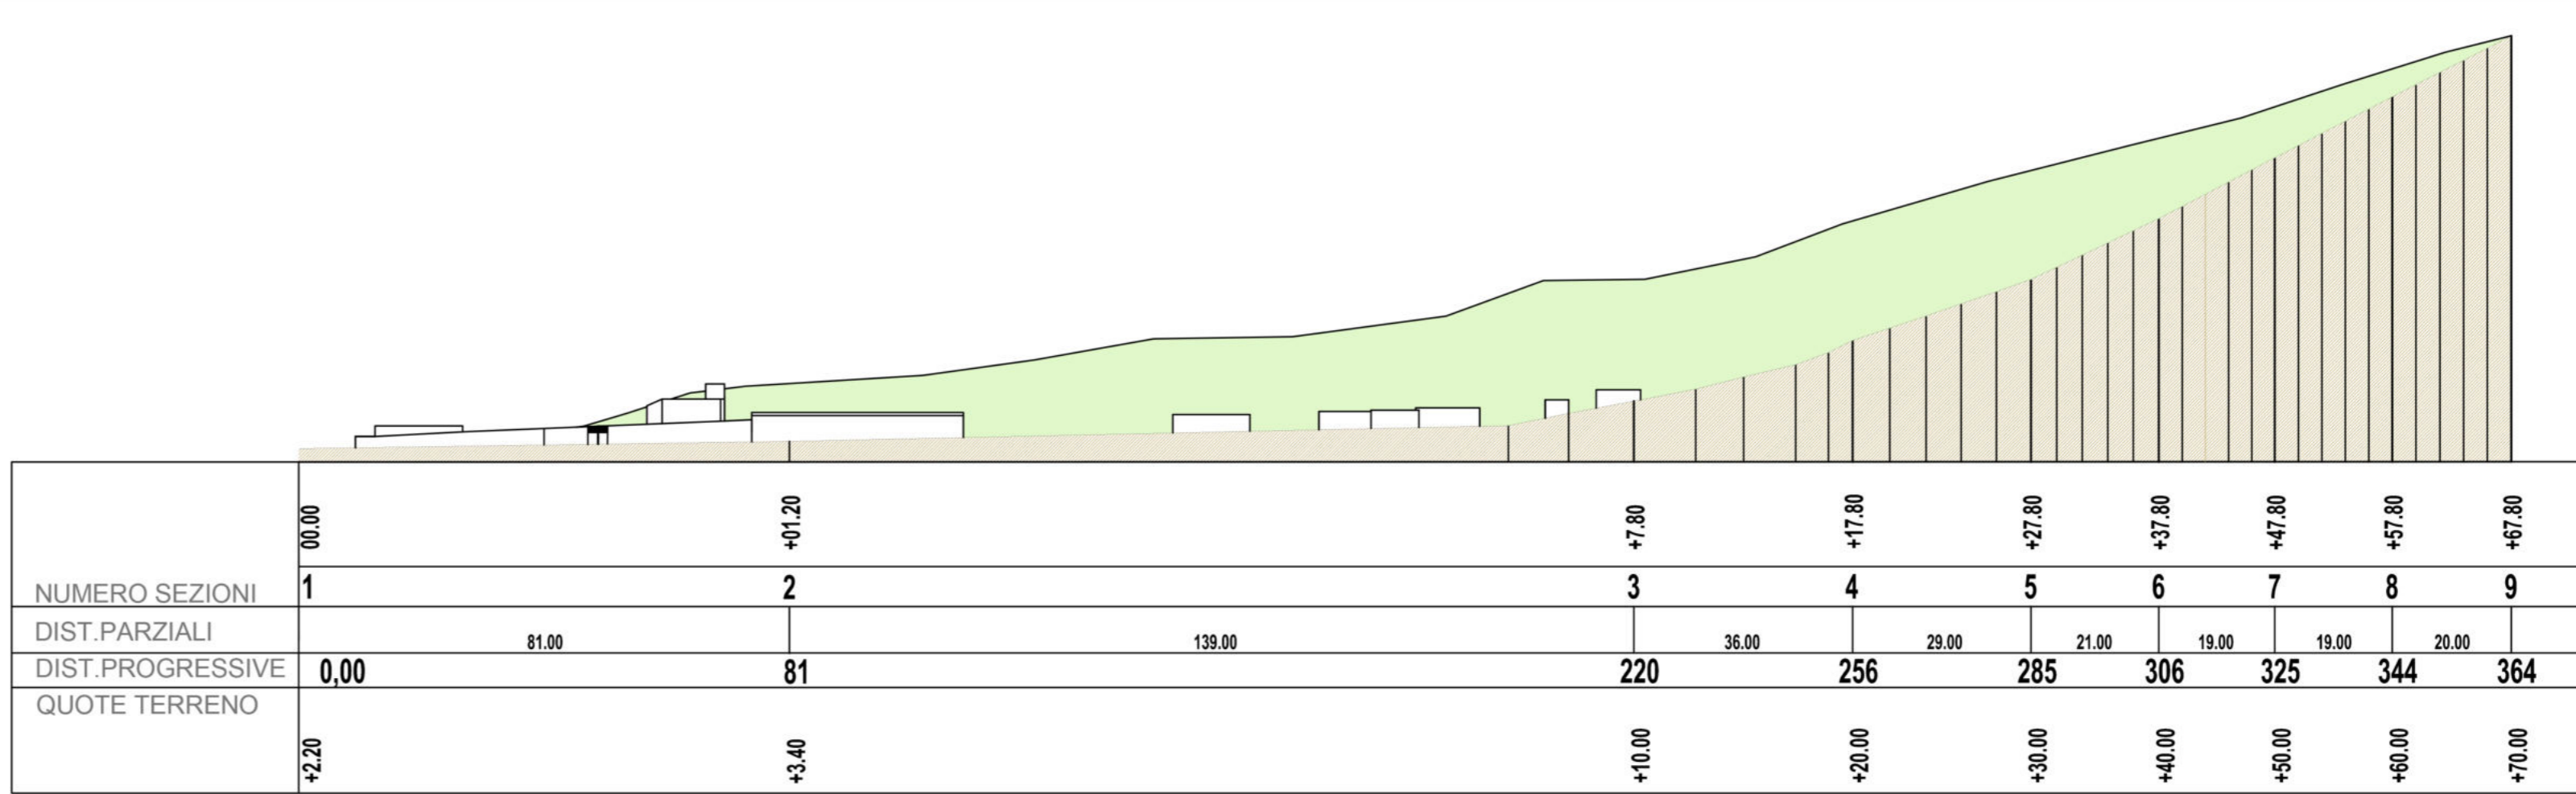 00.00 +01.20 +7.80 +17.80 +27.80 +37.80 +47.80 +57.80 +67.80
NUMERO SEZIONI 1 2 3 4 5 6 7 8 9
DIST.PARZIALI 81.00 139.00 36.00 29.00 21.00 19.00 19.00 20.00
DIST.PROGRESSIVE 0,00 81 220 256 285 306 325 344 364
QUOTE TERRENO
+2.20 +3.40 +10.00 +20.00 +30.00 +40.00 +50.00 +60.00 +70.00